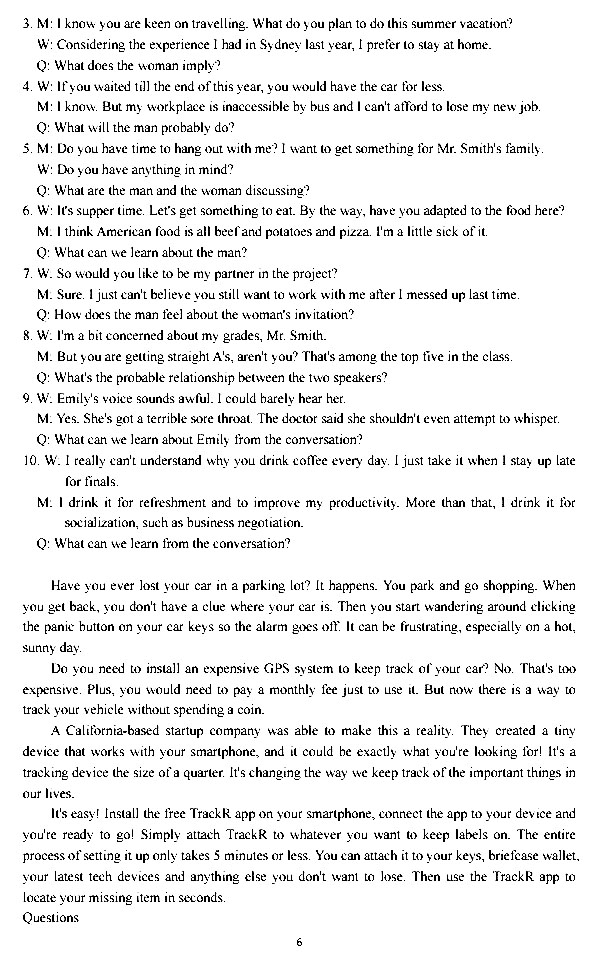 3. M: I know you are keen on travelling. What do you plan to do this summer vacation?
W: Considering the experience I had in Sydney last year, I prefer to stay at home.
Q: What does the woman imply?
4. W: If you waited till the end of this year, you would have the car for less.
M: I know. But my workplace is inaccessible by bus and I can't afford to lose my new job.
Q: What will the man probably do?
5. M: Do you have time to hang out with me? I want to get something for Mr. Smith's family.
W: Do you have anything in mind?
Q: What are the man and the woman discussing?
6. W: It's supper time. Let's get something to eat. By the way, have you adapted to the food here?
M: I think American food is all beef and potatoes and pizza. I'm a little sick of it.
Q: What can we learn about the man?
7. W: So would you like to be my partner in the project?
M: Sure. I just can't believe you still want to work with me after I messed up last time.
Q: How does the man feel about the woman's invitation?
8. W: I'm a bit concerned about my grades, Mr. Smith.
M: But you are getting straight A's, aren't you? That's among the top five in the class.
Q: What's the probable relationship between the two speakers?
9. W: Emily's voice sounds awful. I could barely hear her.
M: Yes. She's got a terrible sore throat. The doctor said she shouldn't even attempt to whisper.
Q: What can we learn about Emily from the conversation?
10. W: I really can't understand why you drink coffee every day. I just take it when I stay up late
for finals.
M: I drink it for refreshment and to improve my productivity. More than that, I drink it for
socialization, such as business negotiation.
Q: What can we learn from the conversation?
Have you ever lost your car in a parking lot? It happens. You park and go shopping. When
you get back, you don't have a clue where your car is. Then you start wandering around clicking
the panic button on your car keys so the alarm goes off. It can be frustrating, especially on a hot,
sunny day.
Do you need to install an expensive GPS system to keep track of your car? No. That's too
expensive. Plus, you would need to pay a monthly fee just to use it. But now there is a way to
track your vehicle without spending a coin.
A California-based startup company was able to make this a reality. They created a tiny
device that works with your smartphone, and it could be exactly what you're looking for! It's a
tracking device the size of a quarter. It's changing the way we keep track of the important things in
our lives.
It's easy! Install the free TrackR app on your smartphone, connect the app to your device and
you're ready to go! Simply attach TrackR to whatever you want to keep labels on. The entire
process of setting it up only takes 5 minutes or less. You can attach it to your keys, briefcase wallet,
your latest tech devices and anything else you don't want to lose. Then use the TrackR app to
locate your missing item in seconds.
Questions
6